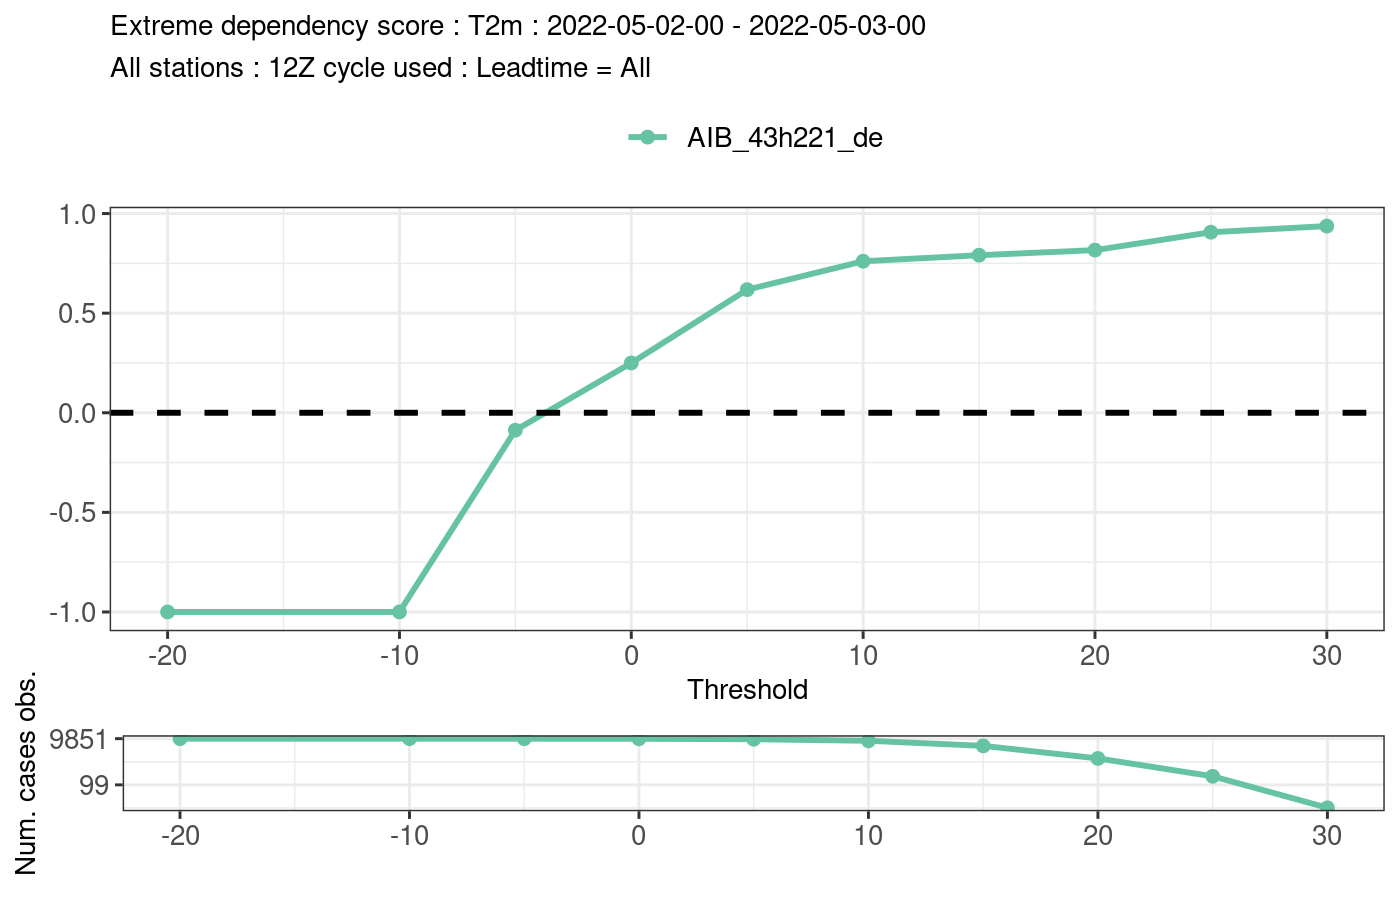 Extreme dependency score : T2m : 2022-05-02-00 - 2022-05-03-00
All stations : 12Z cycle used : Leadtime = All
AIB_43h221_de
1.0
0.5
0.0
-0.5
-1.0
-20 -10 0 10 20 30
Threshold
Num. cases obs.
9851
99
-20 -10 0 10 20 30